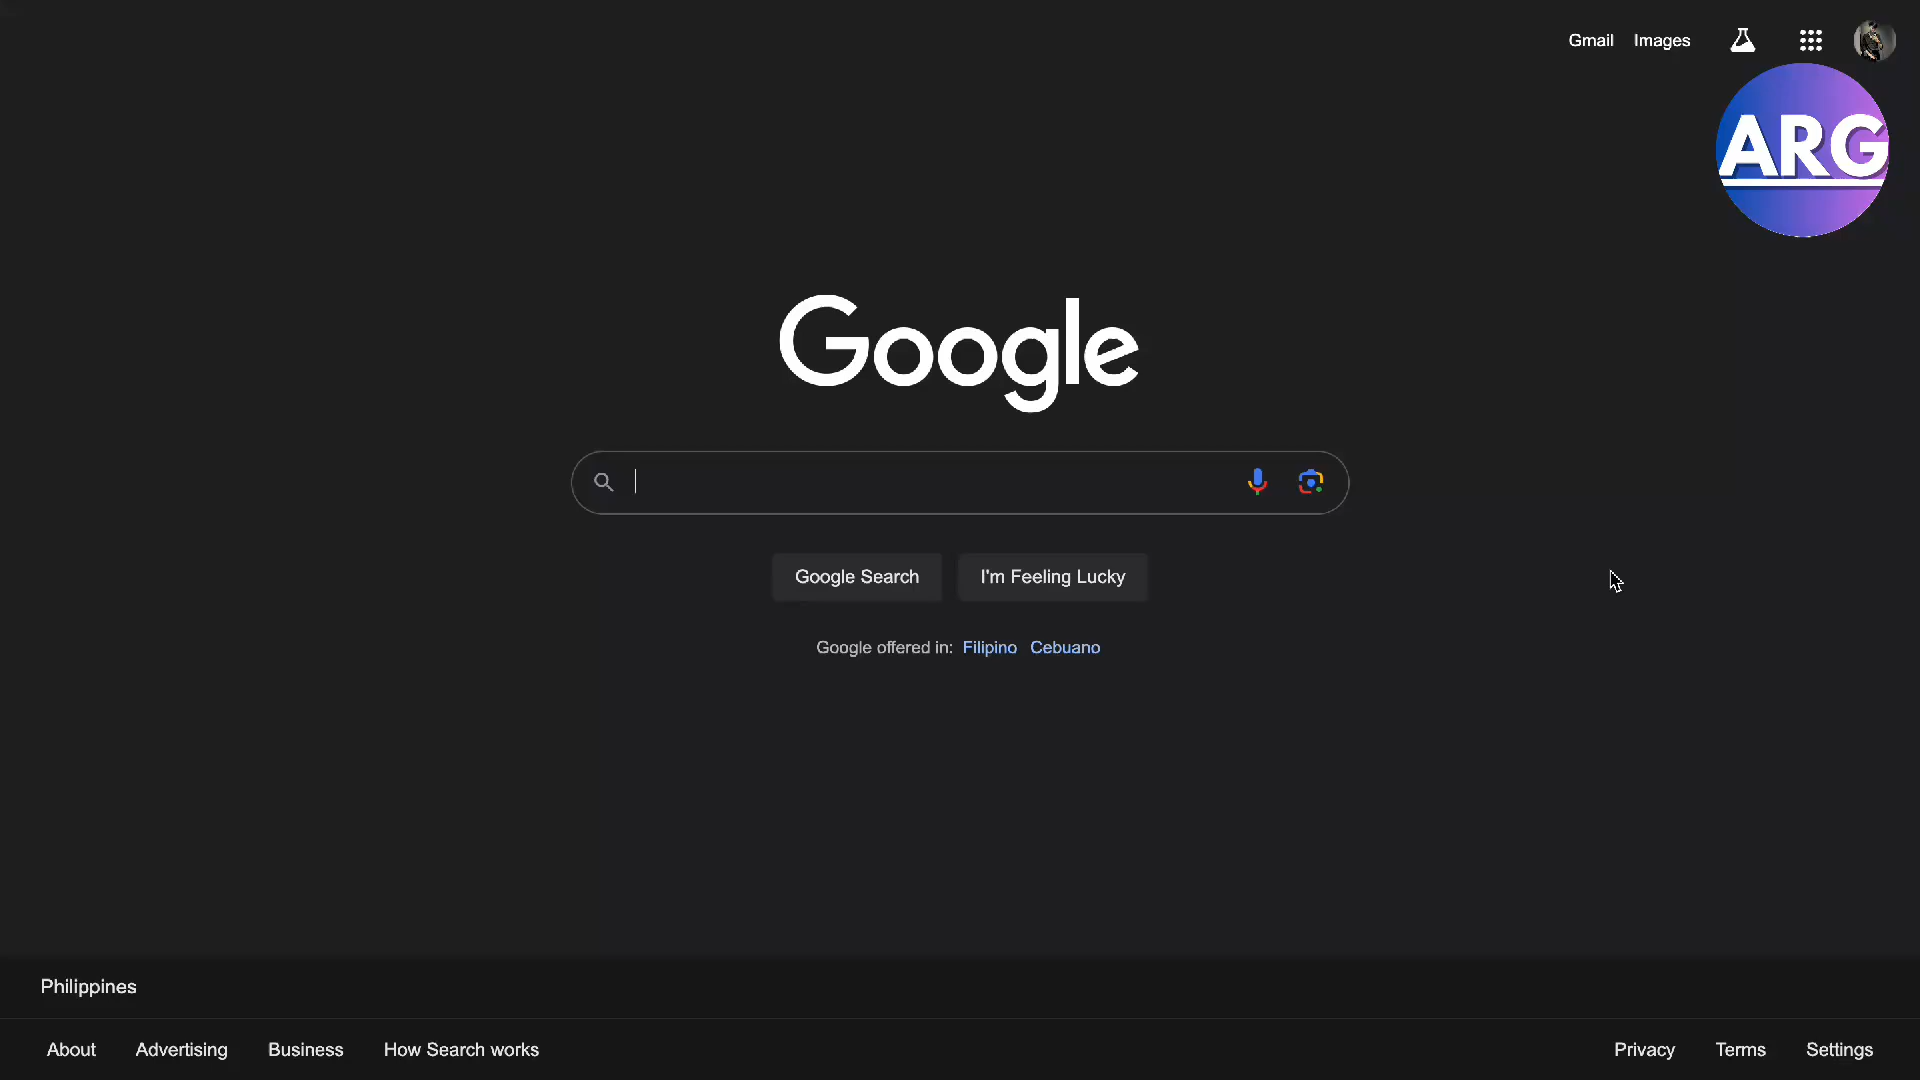 Gmail Images
ARG
Google
Google Search I'm Feeling Lucky
Google offered in: Filipino Cebuano
Philippines
About Advertising Business How Search works Privacy Terms Settings